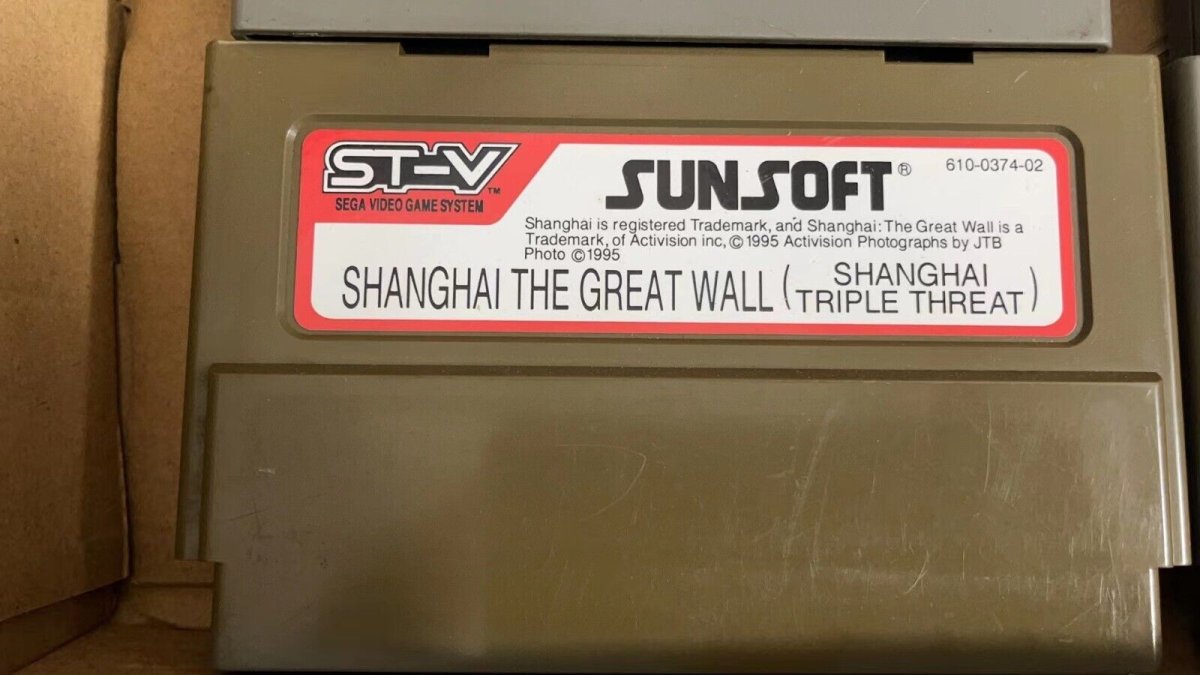 ST-V™
SEGA VIDEO GAME SYSTEM
SUNSOFT®
610-0374-02
Shanghai is registered Trademark, and Shanghai: The Great Wall is a
Trademark, of Activision inc, © 1995 Activision Photographs by JTB
Photo ©1995
SHANGHAI THE GREAT WALL ( SHANGHAI
TRIPLE THREAT )